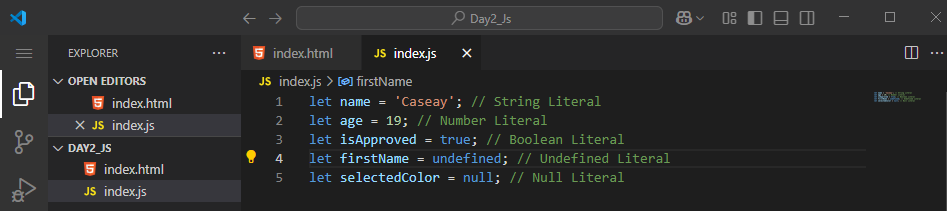 Day2_Js
EXPLORER ···
OPEN EDITORS
index.html
JS index.js
DAY2_JS
index.html
JS index.js
index.html
JS index.js
JS index.js > firstName
1 let name = 'Caseay'; // String Literal
2 let age = 19; // Number Literal
3 let isApproved = true; // Boolean Literal
4 let firstName = undefined; // Undefined Literal
5 let selectedColor = null; // Null Literal